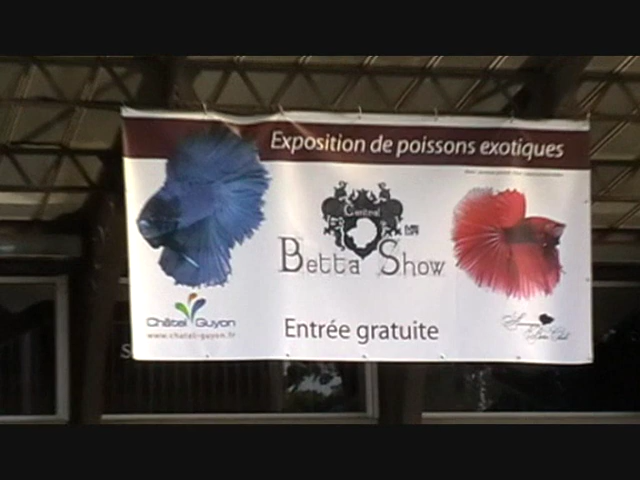 Exposition de poissons exotiques
Central
Betta Show
Châtel Guyon
www.chatel-guyon.fr
Entrée gratuite